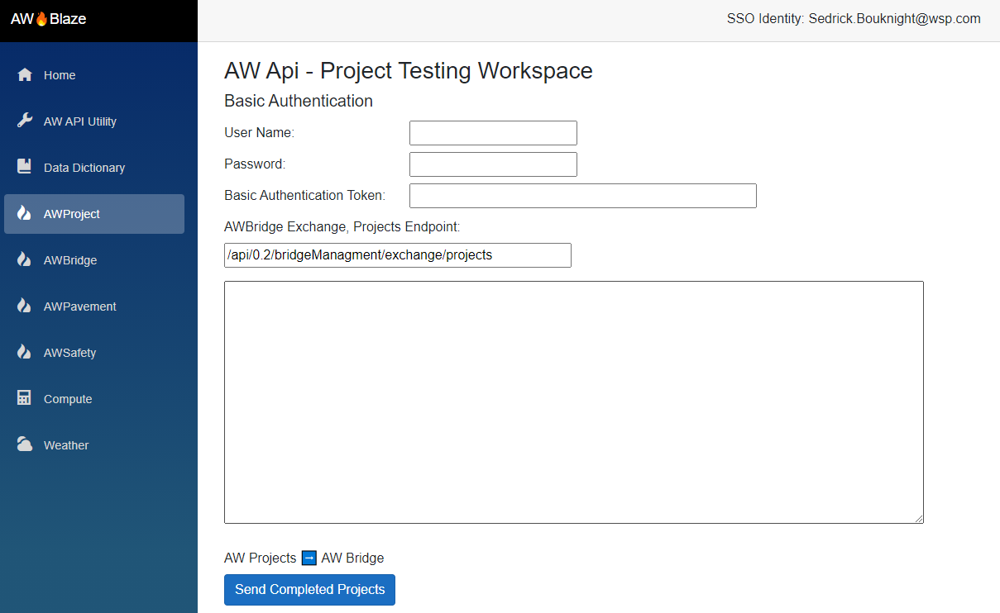 AW🔥Blaze
SSO Identity: Sedrick.Bouknight@wsp.com
Home
AW API Utility
Data Dictionary
AWProject
AWBridge
AWPavement
AWSafety
Compute
Weather
AW Api - Project Testing Workspace
Basic Authentication
User Name:
Password:
Basic Authentication Token:
AWBridge Exchange, Projects Endpoint:
/api/0.2/bridgeManagment/exchange/projects
AW Projects ➡ AW Bridge
Send Completed Projects